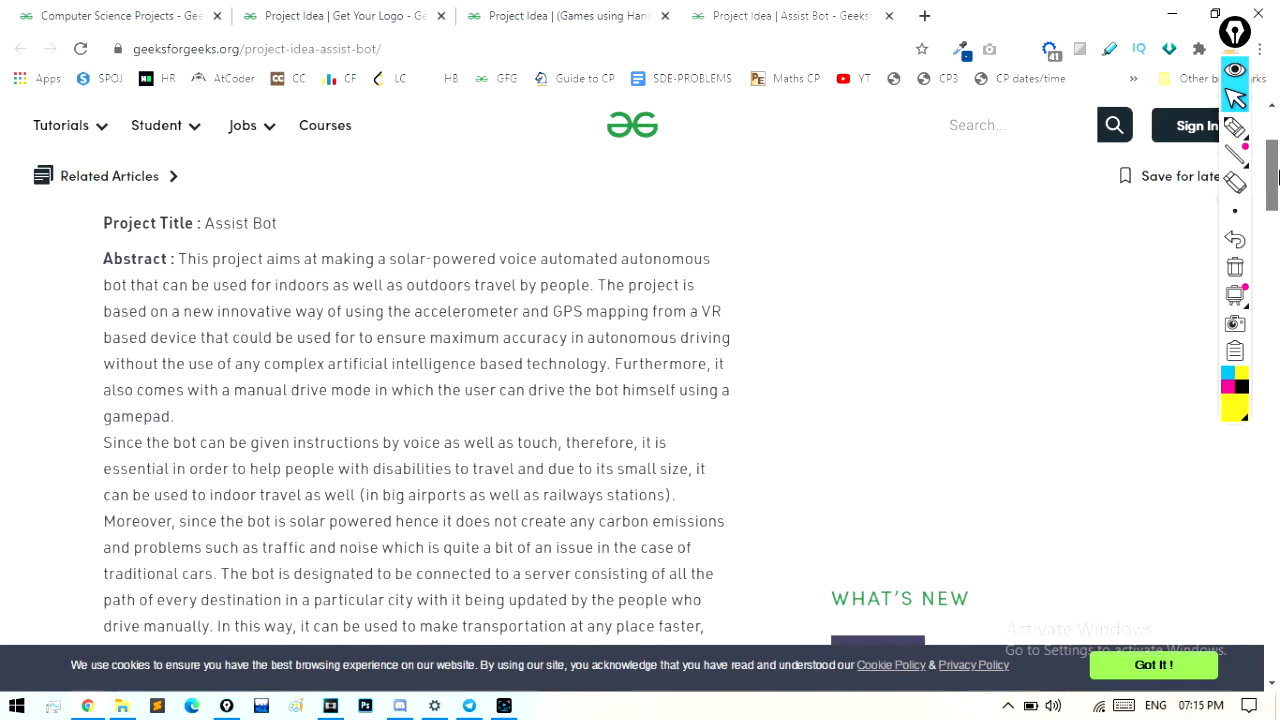 Computer Science Projects - Gee
Project Idea | Get Your Logo - G
Project Idea | (Games using Han
Project Idea | Assist Bot - Geeks
geeksforgeeks.org/project-idea-assist-bot/
41
IQ
Apps
SPOJ
HR
AtCoder
CC
CF
LC
HB
GFG
Guide to CP
SDE-PROBLEMS
Maths CP
YT
CP3
CP dates/time
»
Other bo
rks
Tutorials
Student
Jobs
Courses
Search...
Sign In
Related Articles
Save for late
Project Title : Assist Bot
Abstract : This project aims at making a solar-powered voice automated autonomous
bot that can be used for indoors as well as outdoors travel by people. The project is
based on a new innovative way of using the accelerometer and GPS mapping from a VR
based device that could be used for to ensure maximum accuracy in autonomous driving
without the use of any complex artificial intelligence based technology. Furthermore, it
also comes with a manual drive mode in which the user can drive the bot himself using a
gamepad.
Since the bot can be given instructions by voice as well as touch, therefore, it is
essential in order to help people with disabilities to travel and due to its small size, it
can be used to indoor travel as well (in big airports as well as railways stations).
Moreover, since the bot is solar powered hence it does not create any carbon emissions
and problems such as traffic and noise which is quite a bit of an issue in the case of
traditional cars. The bot is designated to be connected to a server consisting of all the
path of every destination in a particular city with it being updated by the people who
drive manually. In this way, it can be used to make transportation at any place faster,
WHAT'S NEW
Activate Windows
Go to Settings to activate Windows.
We use cookies to ensure you have the best browsing experience on our website. By using our site, you acknowledge that you have read and understood our Cookie Policy & Privacy Policy
Got It !
ENG
07:15 PM